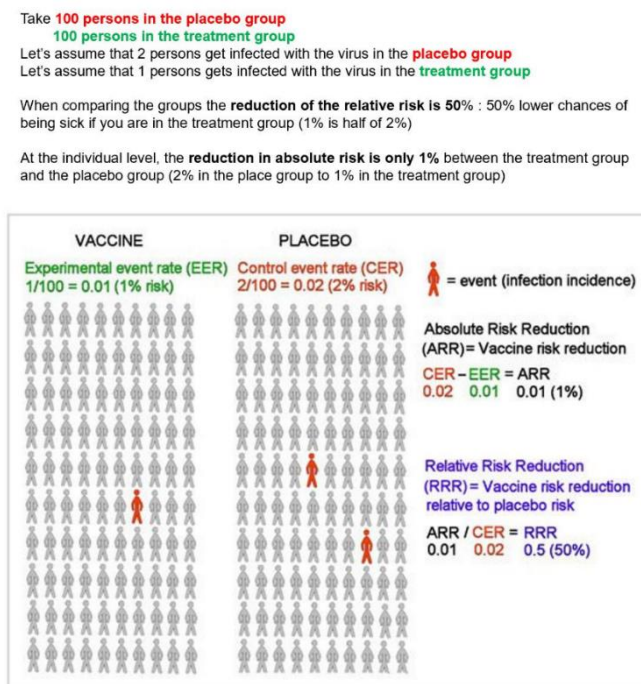 Take 100 persons in the placebo group
100 persons in the treatment group
Let's assume that 2 persons get infected with the virus in the placebo group
Let's assume that 1 persons gets infected with the virus in the treatment group
When comparing the groups the reduction of the relative risk is 50% : 50% lower chances of
being sick if you are in the treatment group (1% is half of 2%)
At the individual level, the reduction in absolute risk is only 1% between the treatment group
and the placebo group (2% in the place group to 1% in the treatment group)
VACCINE
Experimental event rate (EER)
1/100 = 0.01 (1% risk)
PLACEBO
Control event rate (CER)
2/100 = 0.02 (2% risk)
= event (infection incidence)
Absolute Risk Reduction
(ARR)= Vaccine risk reduction
CER – EER = ARR
0.02 0.01 0.01 (1%)
Relative Risk Reduction
(RRR)= Vaccine risk reduction
relative to placebo risk
ARR / CER = RRR
0.01 0.02 0.5 (50%)